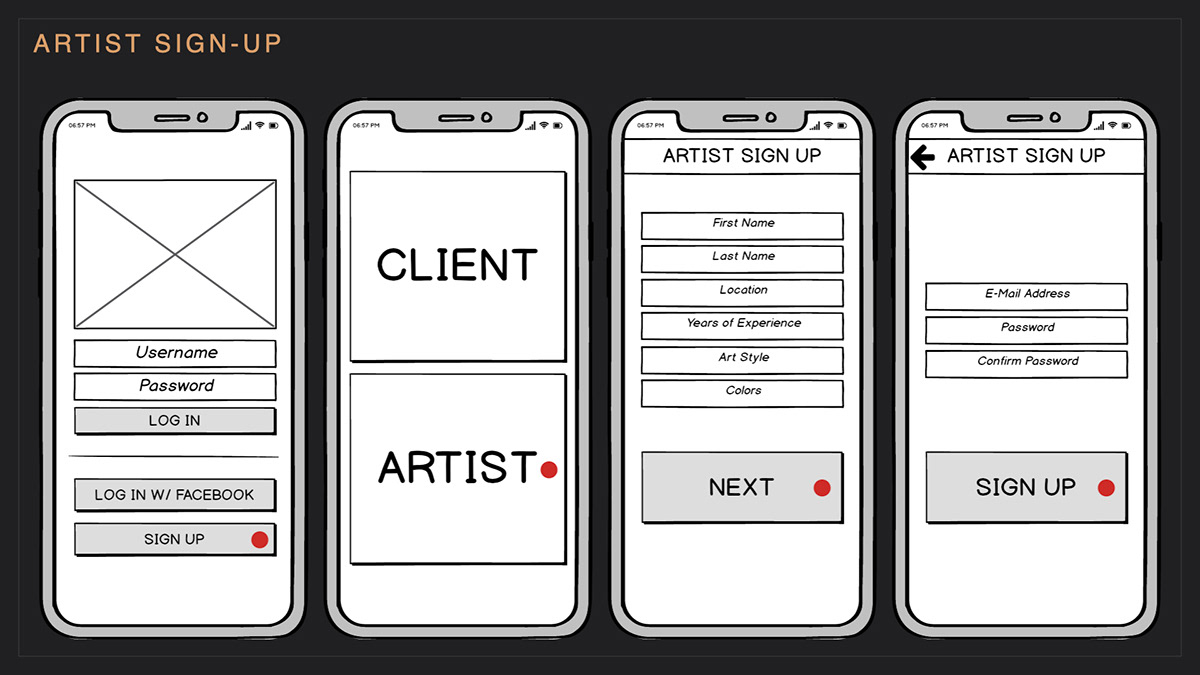 ARTIST SIGN-UP
06:57 PM
Username
Password
LOG IN
LOG IN W/ FACEBOOK
SIGN UP
06:57 PM
CLIENT
ARTIST
06:57 PM
ARTIST SIGN UP
First Name
Last Name
Location
Years of Experience
Art Style
Colors
NEXT
06:57 PM
ARTIST SIGN UP
E-Mail Address
Password
Confirm Password
SIGN UP